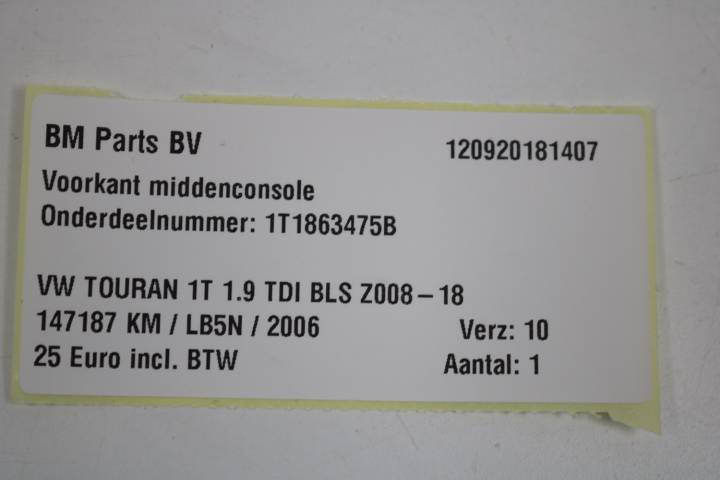 BM Parts BV 120920181407
Voorkant middenconsole
Onderdeelnummer: 1T1863475B
VW TOURAN 1T 1.9 TDI BLS Z008-18
147187 KM / LB5N / 2006 Verz: 10
25 Euro incl. BTW Aantal: 1